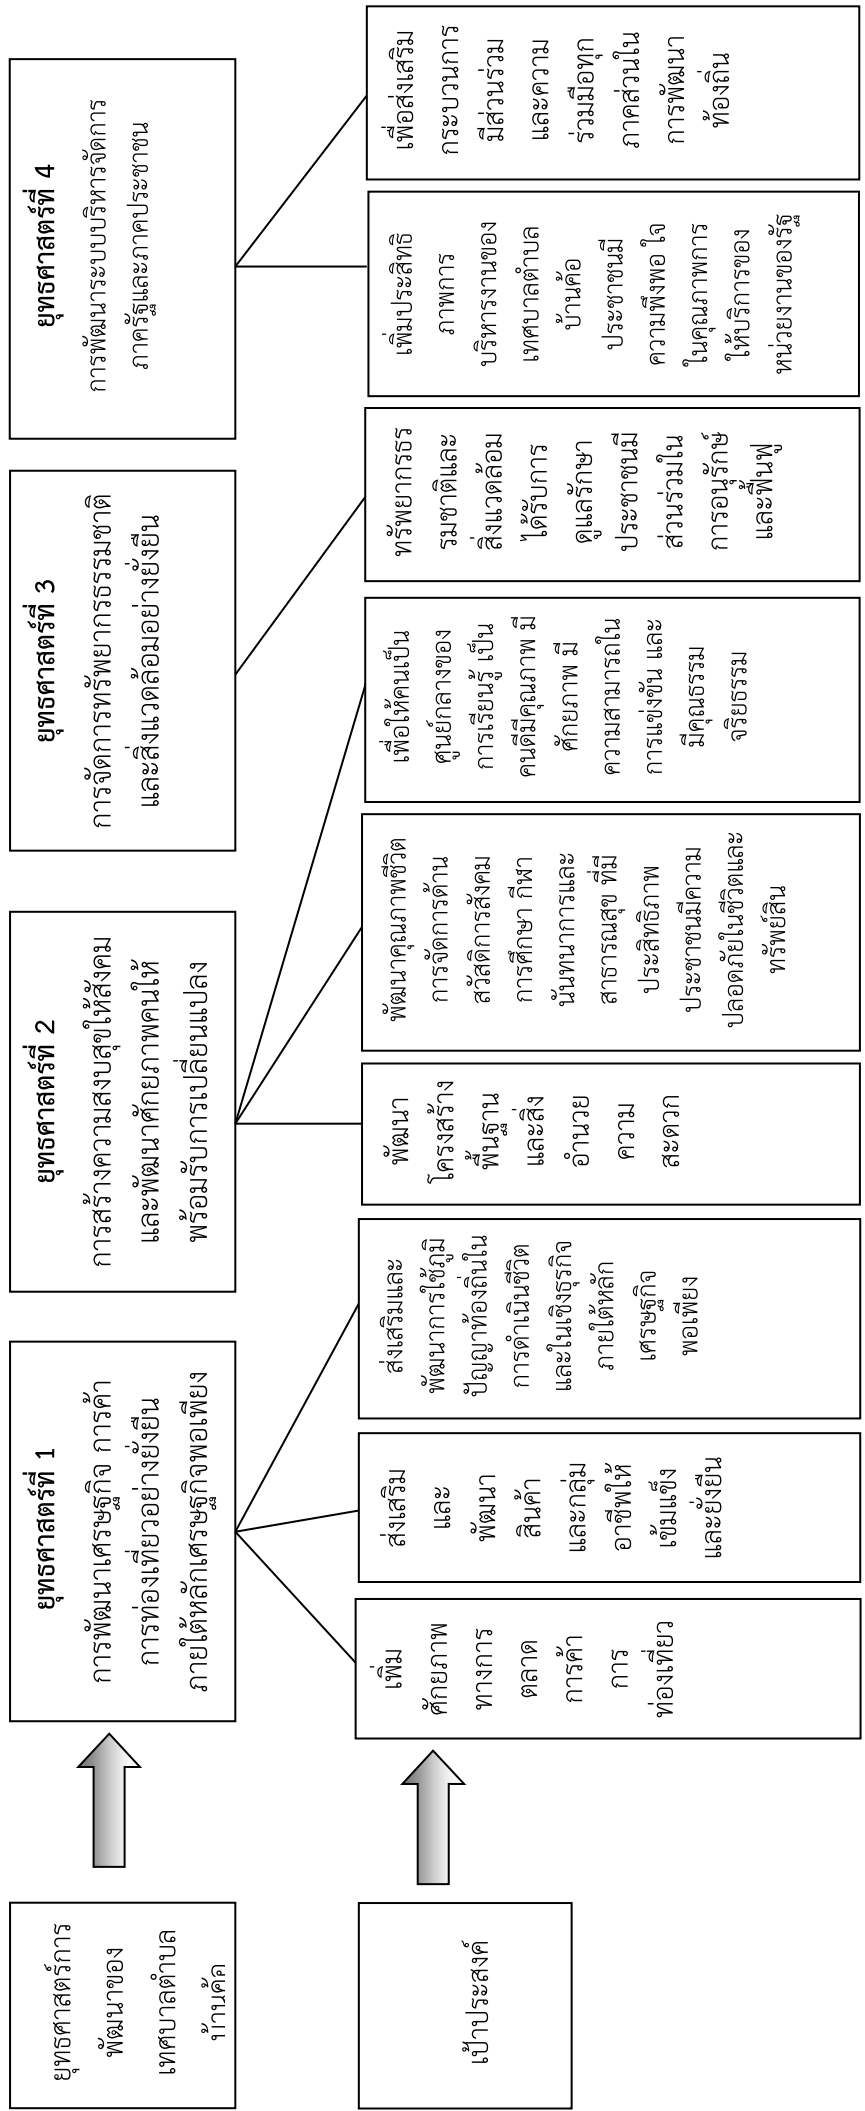 ยุทธศาสตร์การ
พัฒนาของ
เทศบาลตำบล
บ้านค้อ
ยุทธศาสตร์ที่ 1
การพัฒนาเศรษฐกิจ การค้า
การท่องเที่ยวอย่างยั่งยืน
ภายใต้หลักเศรษฐกิจพอเพียง
ยุทธศาสตร์ที่ 2
การสร้างความสงบสุขให้สังคม
และพัฒนาศักยภาพคนให้
พร้อมรับการเปลี่ยนแปลง
ยุทธศาสตร์ที่ 3
การจัดการทรัพยากรธรรมชาติ
และสิ่งแวดล้อมอย่างยั่งยืน
ยุทธศาสตร์ที่ 4
การพัฒนาระบบบริหารจัดการ
ภาครัฐและภาคประชาชน
เป้าประสงค์
เพิ่ม
ศักยภาพ
ทางการ
ตลาด
การค้า
การ
ท่องเที่ยว
ส่งเสริม
และ
พัฒนา
สินค้า
และกลุ่ม
อาชีพให้
เข้มแข็ง
และยั่งยืน
ส่งเสริมและ
พัฒนาการใช้ภูมิ
ปัญญาท้องถิ่นใน
การดำเนินชีวิต
และในเชิงธุรกิจ
ภายใต้หลัก
เศรษฐกิจ
พอเพียง
พัฒนา
โครงสร้าง
พื้นฐาน
และสิ่ง
อำนวย
ความ
สะดวก
พัฒนาคุณภาพชีวิต
การจัดการด้าน
สวัสดิการสังคม
การศึกษา กีฬา
นันทนาการและ
สาธารณสุข ที่มี
ประสิทธิภาพ
ประชาชนมีความ
ปลอดภัยในชีวิตและ
ทรัพย์สิน
เพื่อให้คนเป็น
ศูนย์กลางของ
การเรียนรู้ เป็น
คนดีมีคุณภาพ มี
ศักยภาพ มี
ความสามารถใน
การแข่งขัน และ
มีคุณธรรม
จริยธรรม
ทรัพยากรธร
รมชาติและ
สิ่งแวดล้อม
ได้รับการ
ดูแลรักษา
ประชาชนมี
ส่วนร่วมใน
การอนุรักษ์
และฟื้นฟู
เพิ่มประสิทธิ
ภาพการ
บริหารงานของ
เทศบาลตำบล
บ้านค้อ
ประชาชนมี
ความพึงพอ ใจ
ในคุณภาพการ
ให้บริการของ
หน่วยงานของรัฐ
เพื่อส่งเสริม
กระบวนการ
มีส่วนร่วม
และความ
ร่วมมือทุก
ภาคส่วนใน
การพัฒนา
ท้องถิ่น